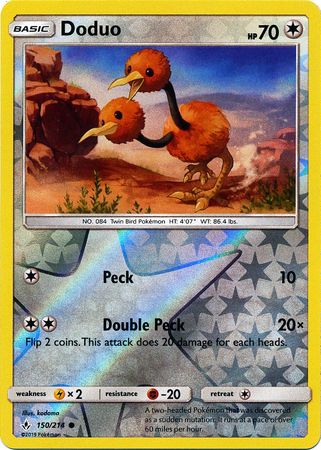 BASIC Doduo HP 70
NO. 084 Twin Bird Pokémon HT: 4'07" WT: 86.4 lbs.
Peck 10
Double Peck 20×
Flip 2 coins. This attack does 20 damage for each heads.
weakness × 2 resistance -20 retreat
Illus. kodama
150/214
©2019 Pokémon
A two-headed Pokémon that was discovered
as a sudden mutation. It runs at a pace of over
60 miles per hour.